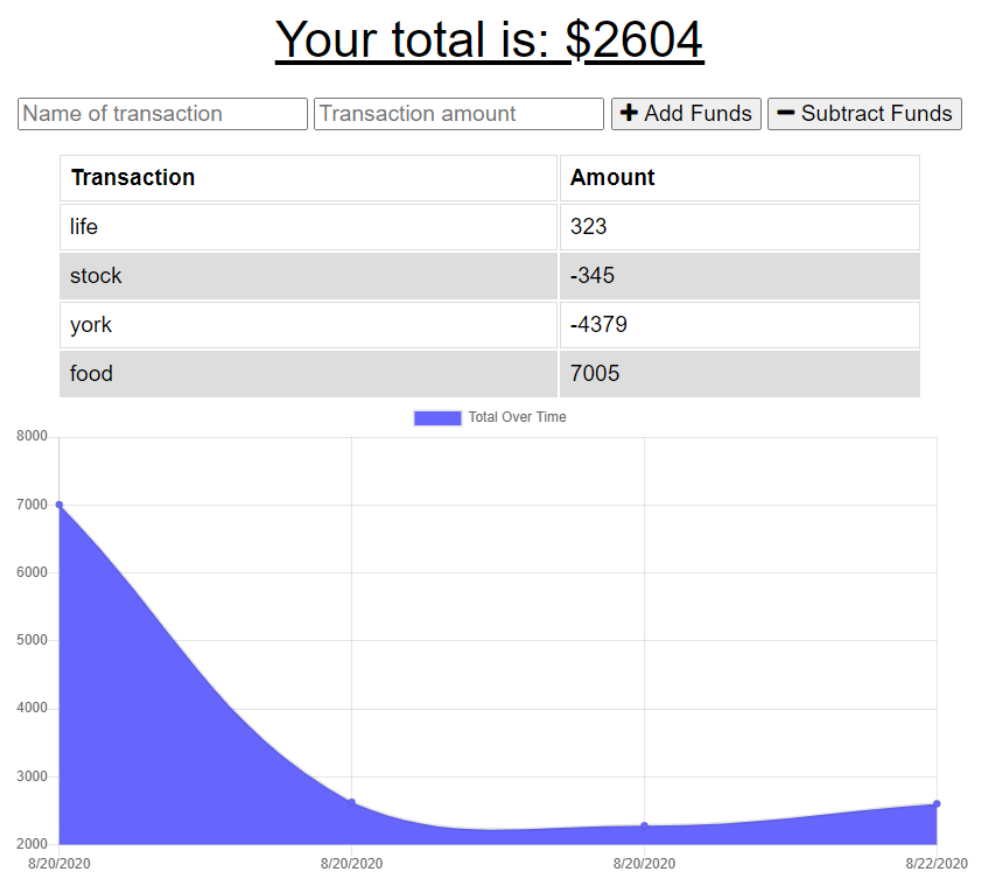 Your total is: $2604
Name of transaction Transaction amount + Add Funds − Subtract Funds
Transaction Amount
life 323
stock -345
york -4379
food 7005
Total Over Time
8000
7000
6000
5000
4000
3000
2000
8/20/2020 8/20/2020 8/20/2020 8/22/2020